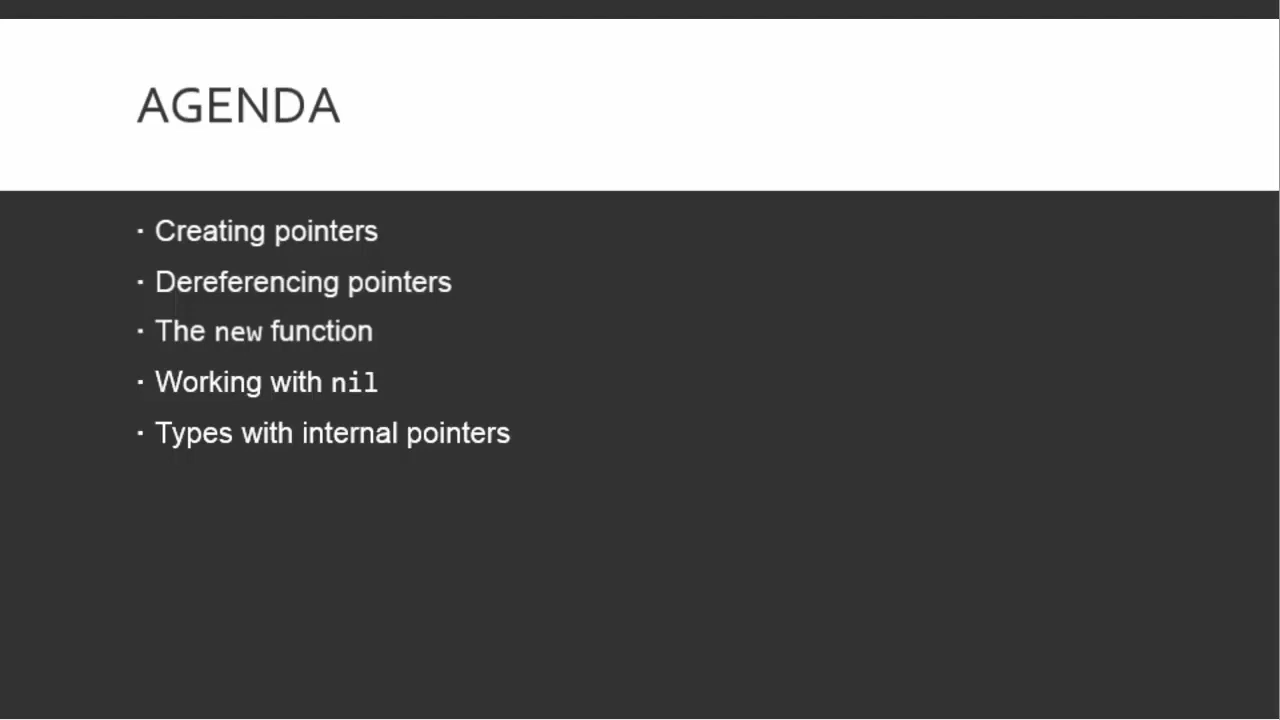 AGENDA
· Creating pointers
· Dereferencing pointers
· The new function
· Working with nil
· Types with internal pointers